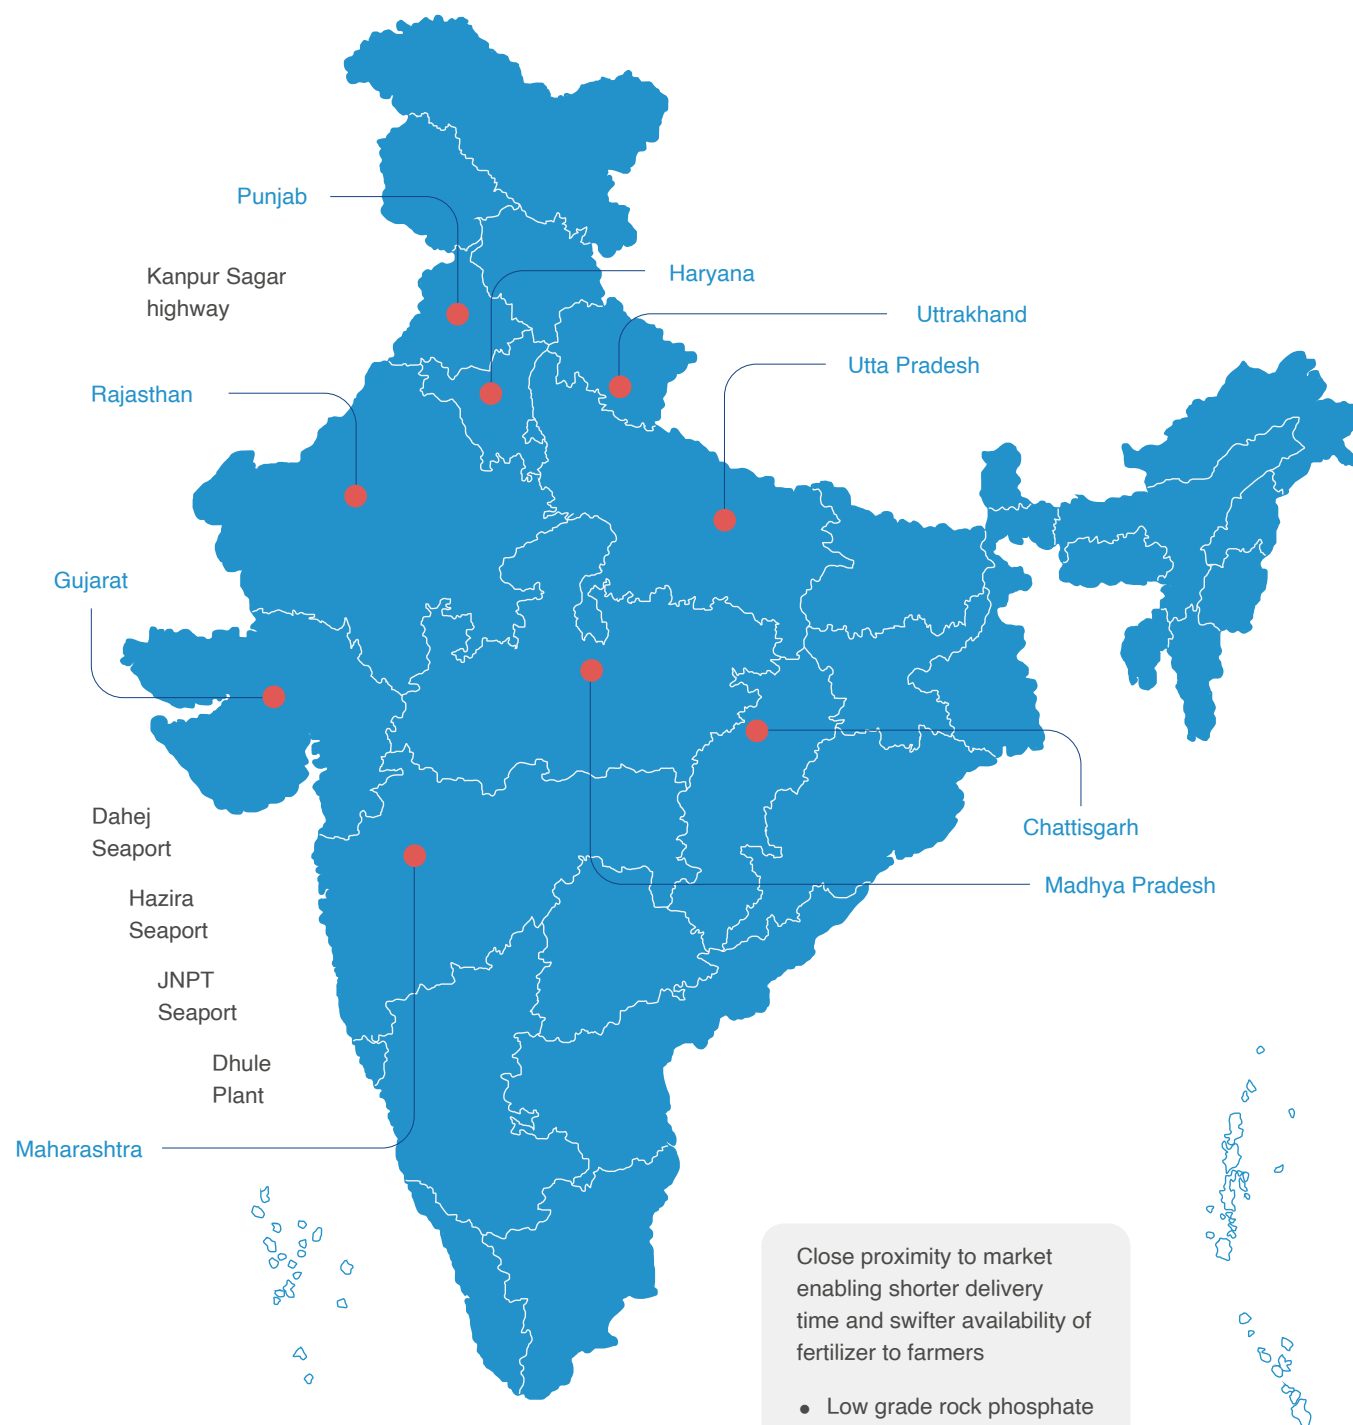 Punjab
Kanpur Sagar
highway
Haryana
Uttrakhand
Utta Pradesh
Rajasthan
Gujarat
Dahej
Seaport
Chattisgarh
Madhya Pradesh
Hazira
Seaport
JNPT
Seaport
Dhule
Plant
Maharashtra
Close proximity to market
enabling shorter delivery
time and swifter availability of
fertilizer to farmers
• Low grade rock phosphate